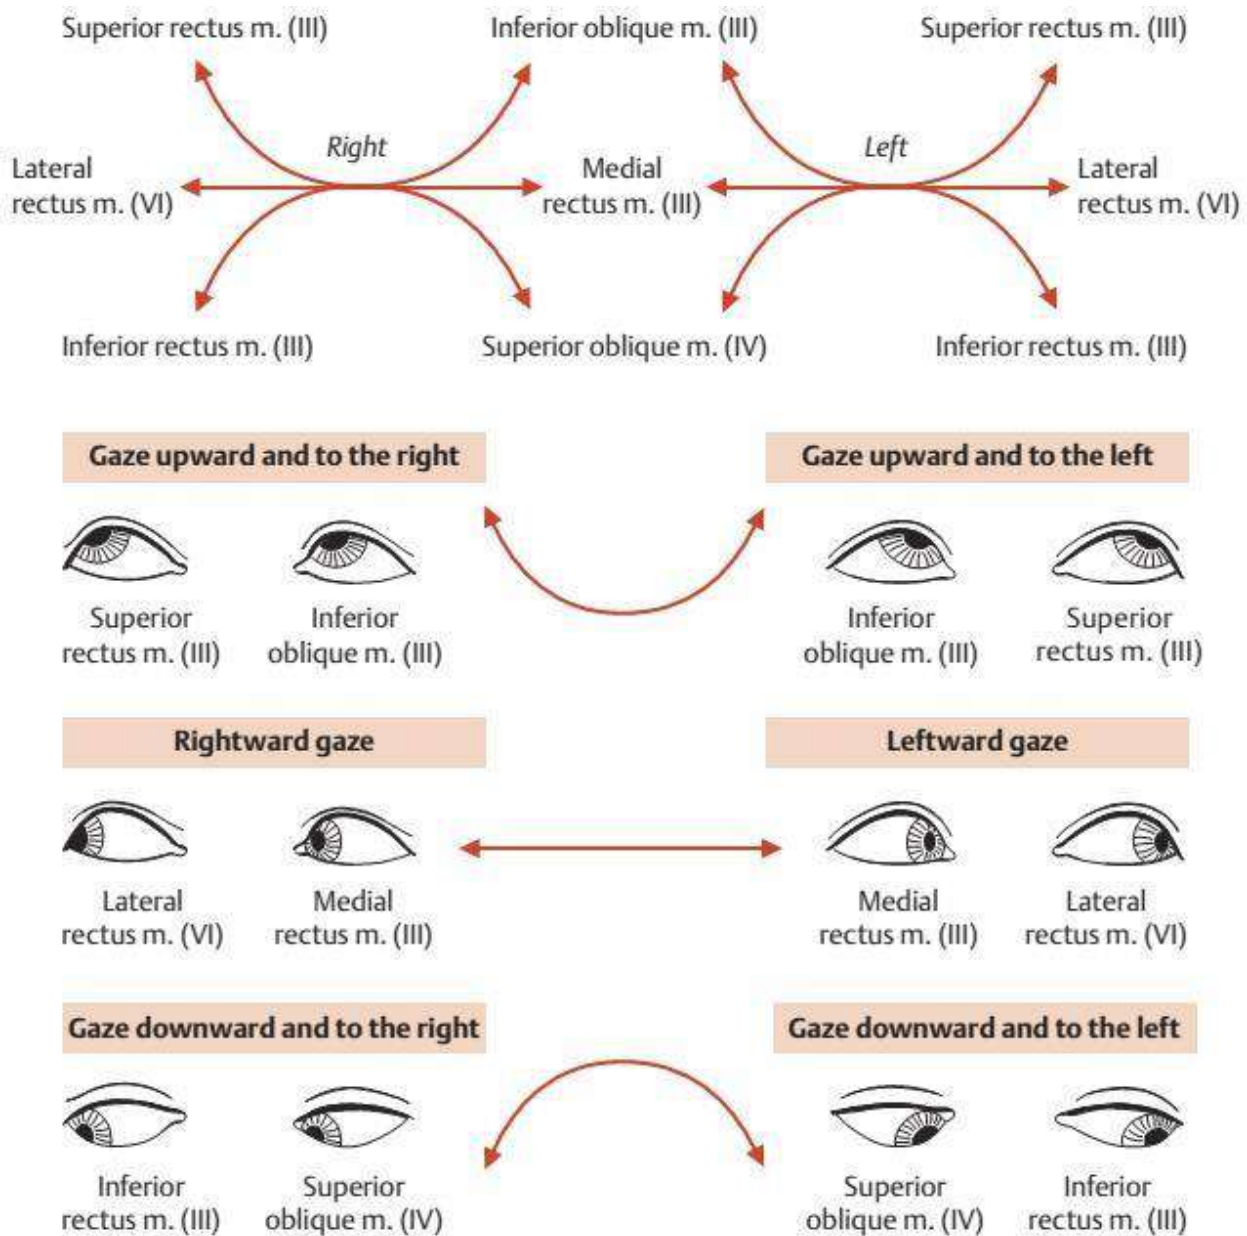 Superior rectus m. (III) Inferior oblique m. (III) Superior rectus m. (III)
Right Left
Lateral Medial Lateral
rectus m. (VI) rectus m. (III) rectus m. (VI)
Inferior rectus m. (III) Superior oblique m. (IV) Inferior rectus m. (III)
Gaze upward and to the right Gaze upward and to the left
Superior Inferior Inferior Superior
rectus m. (III) oblique m. (III) oblique m. (III) rectus m. (III)
Rightward gaze Leftward gaze
Lateral Medial Medial Lateral
rectus m. (VI) rectus m. (III) rectus m. (III) rectus m. (VI)
Gaze downward and to the right Gaze downward and to the left
Inferior Superior Superior Inferior
rectus m. (III) oblique m. (IV) oblique m. (IV) rectus m. (III)